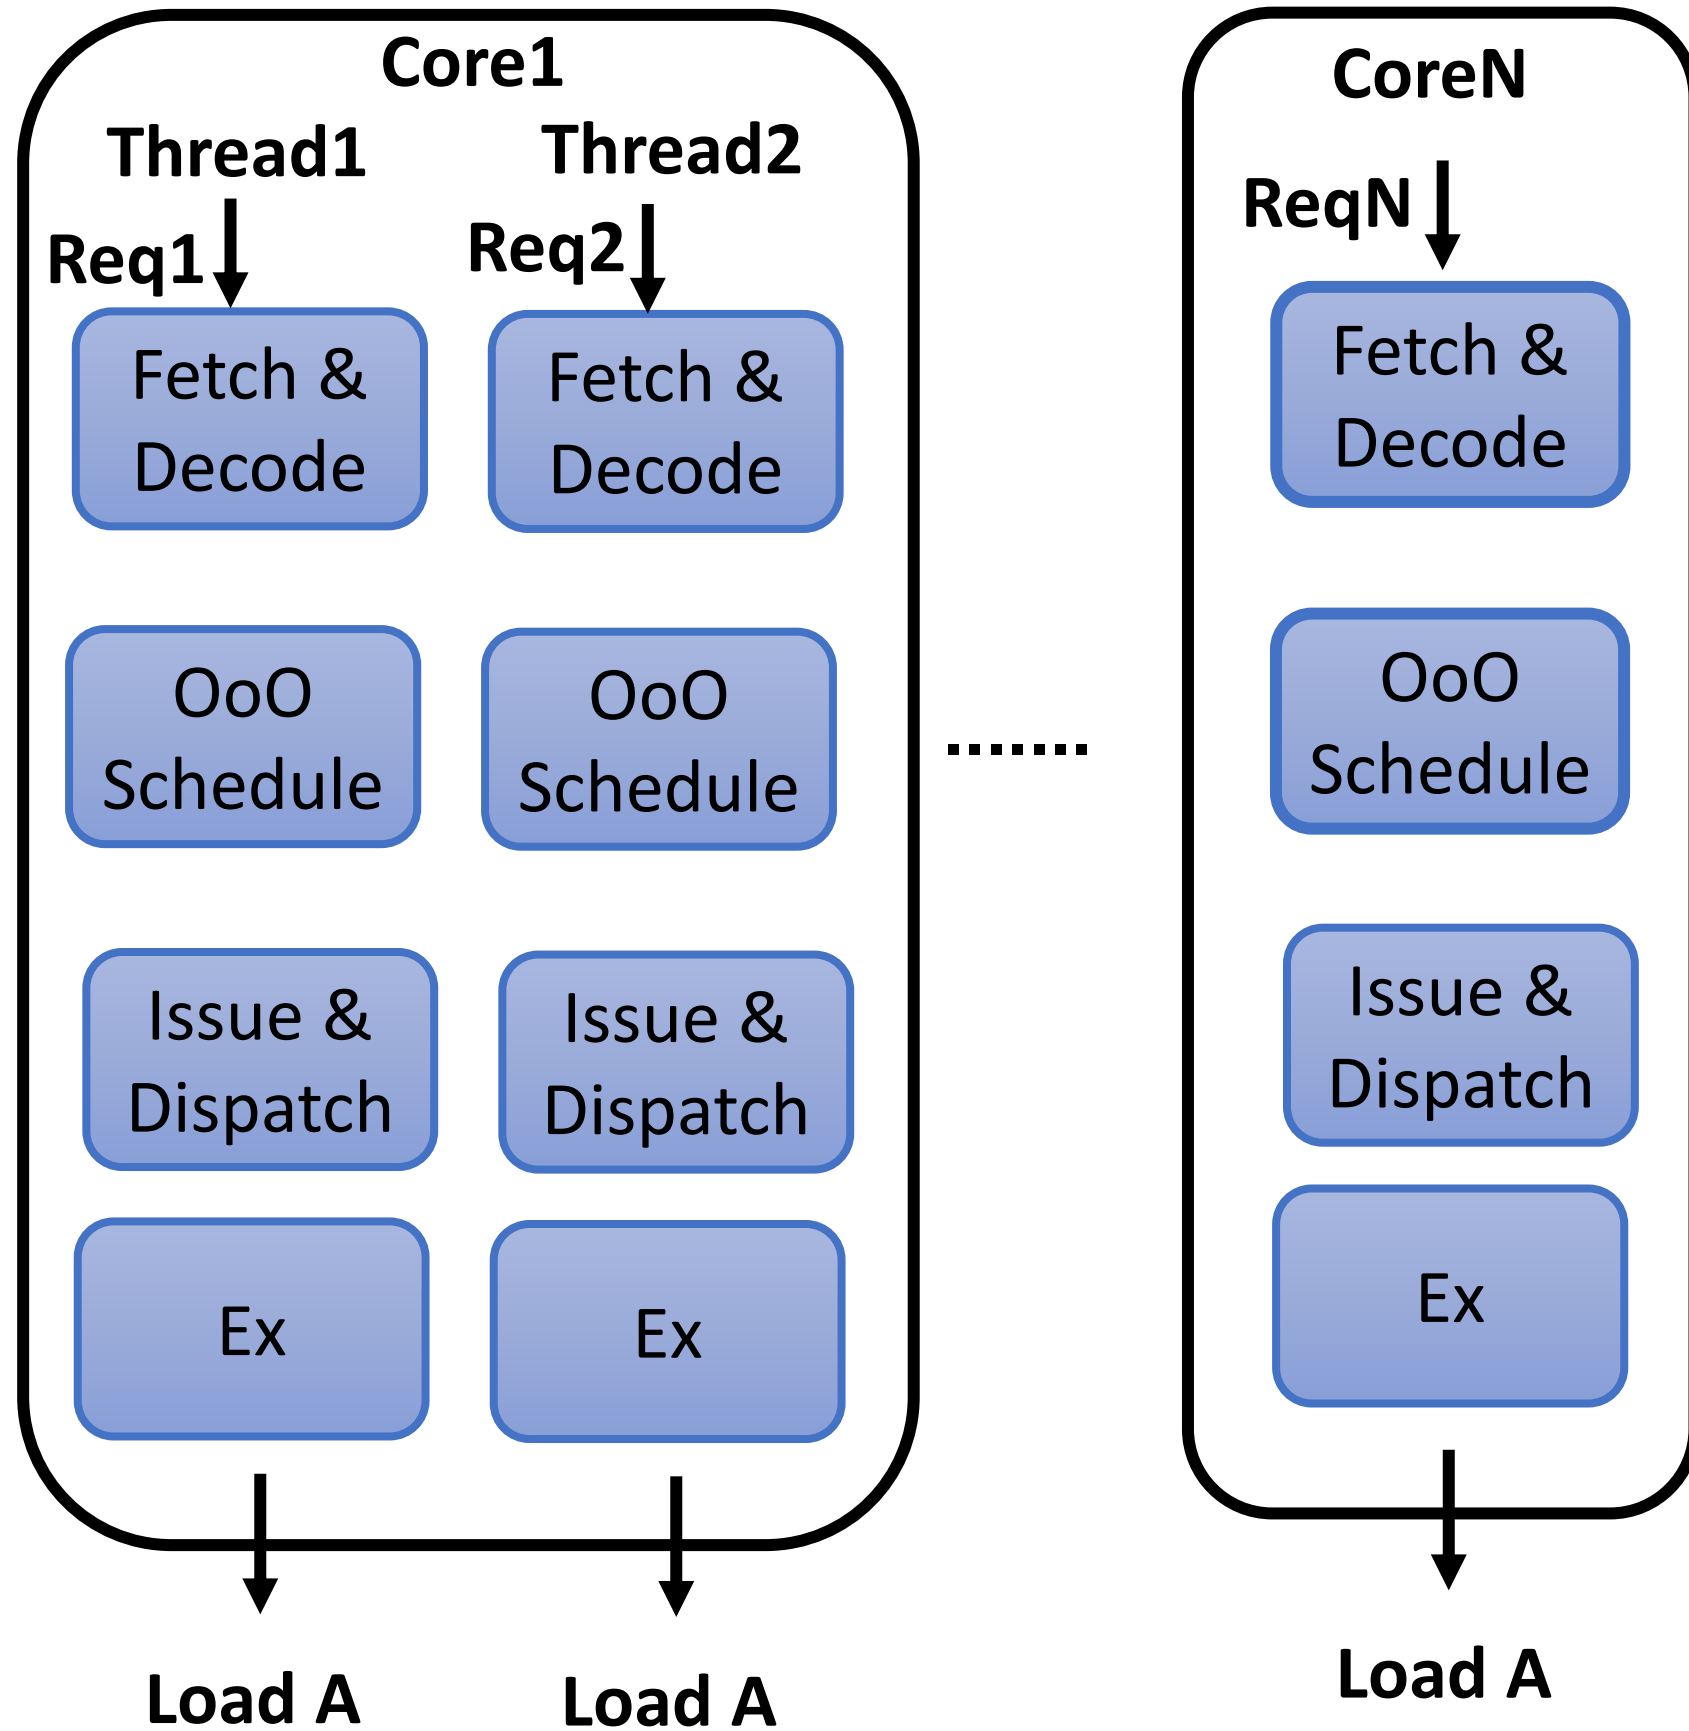 Core1
Thread1
Thread2
Req1
Req2
Fetch &
Decode
Fetch &
Decode
OoO
Schedule
OoO
Schedule
Issue &
Dispatch
Issue &
Dispatch
Ex
Ex
Load A
Load A
CoreN
ReqN
Fetch &
Decode
OoO
Schedule
Issue &
Dispatch
Ex
Load A